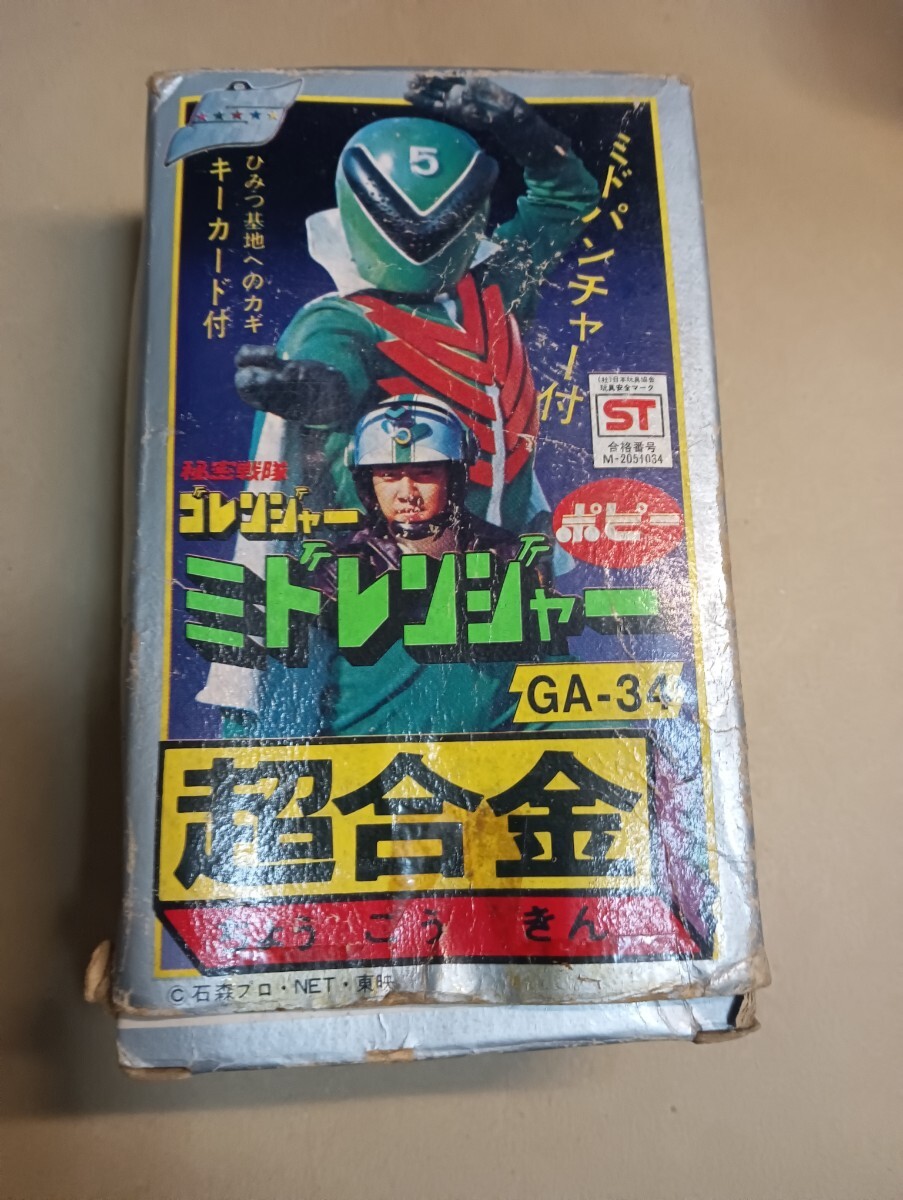 5
ミドパンチャー付
ひみつ基地へのカギ
キーカード付
(社)日本玩具協会
玩具安全マーク
ST
合格番号
M-2051034
秘密戦隊
ゴレンジャー
ポピー
ミドレンジャー
GA-34
超合金
ちょう ごう きん
© 石森プロ・NET・東映